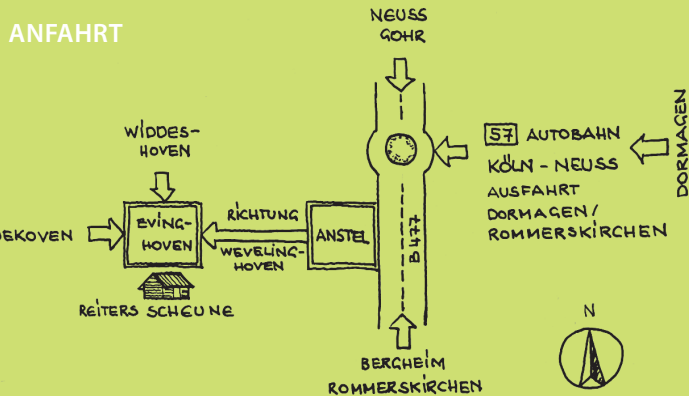 ANFAHRT
NEUSS
GOHR
WIDDES-
HOVEN
57 AUTOBAHN
KÖLN - NEUSS
AUSFAHRT
DORMAGEN/
ROMMERSKIRCHEN
DORMAGEN
EVING-
HOVEN
RICHTUNG
WEVELING-
HOVEN
ANSTEL
B 477
REITERS SCHEUNE
BERGHEIM
ROMMERSKIRCHEN
N